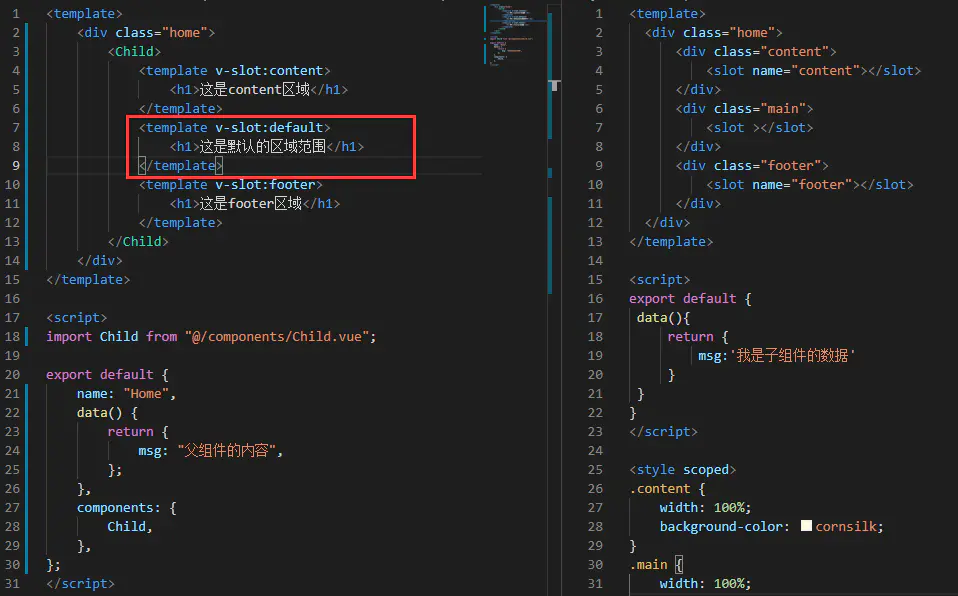 1 <template>
2 <div class="home">
3 <Child>
4 <template v-slot:content>
5 <h1>这是content区域</h1>
6 </template>
7 <template v-slot:default>
8 <h1>这是默认的区域范围</h1>
9 </template>
10 <template v-slot:footer>
11 <h1>这是footer区域</h1>
12 </template>
13 </Child>
14 </div>
15 </template>
16
17 <script>
18 import Child from "@/components/Child.vue";
19
20 export default {
21 name: "Home",
22 data() {
23 return {
24 msg: "父组件的内容",
25 };
26 },
27 components: {
28 Child,
29 },
30 };
31 </script>
1 <template>
2 <div class="home">
3 <div class="content">
4 <slot name="content"></slot>
5 </div>
6 <div class="main">
7 <slot ></slot>
8 </div>
9 <div class="footer">
10 <slot name="footer"></slot>
11 </div>
12 </div>
13 </template>
14
15 <script>
16 export default {
17 data(){
18 return {
19 msg:'我是子组件的数据'
20 }
21 }
22 }
23 </script>
24
25 <style scoped>
26 .content {
27 width: 100%;
28 background-color: cornsilk;
29 }
30 .main {
31 width: 100%;